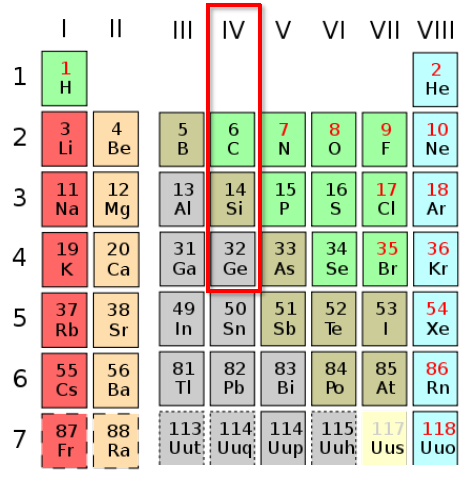 I II III IV V VI VII VIII
1 1 2
H He
2 3 4 5 6 7 8 9 10
Li Be B C N O F Ne
3 11 12 13 14 15 16 17 18
Na Mg Al Si P S Cl Ar
4 19 20 31 32 33 34 35 36
K Ca Ga Ge As Se Br Kr
5 37 38 49 50 51 52 53 54
Rb Sr In Sn Sb Te I Xe
6 55 56 81 82 83 84 85 86
Cs Ba Tl Pb Bi Po At Rn
7 87 88 113 114 114 115 117 118
Fr Ra Uut Uuq Uup Uuh Uus Uuo